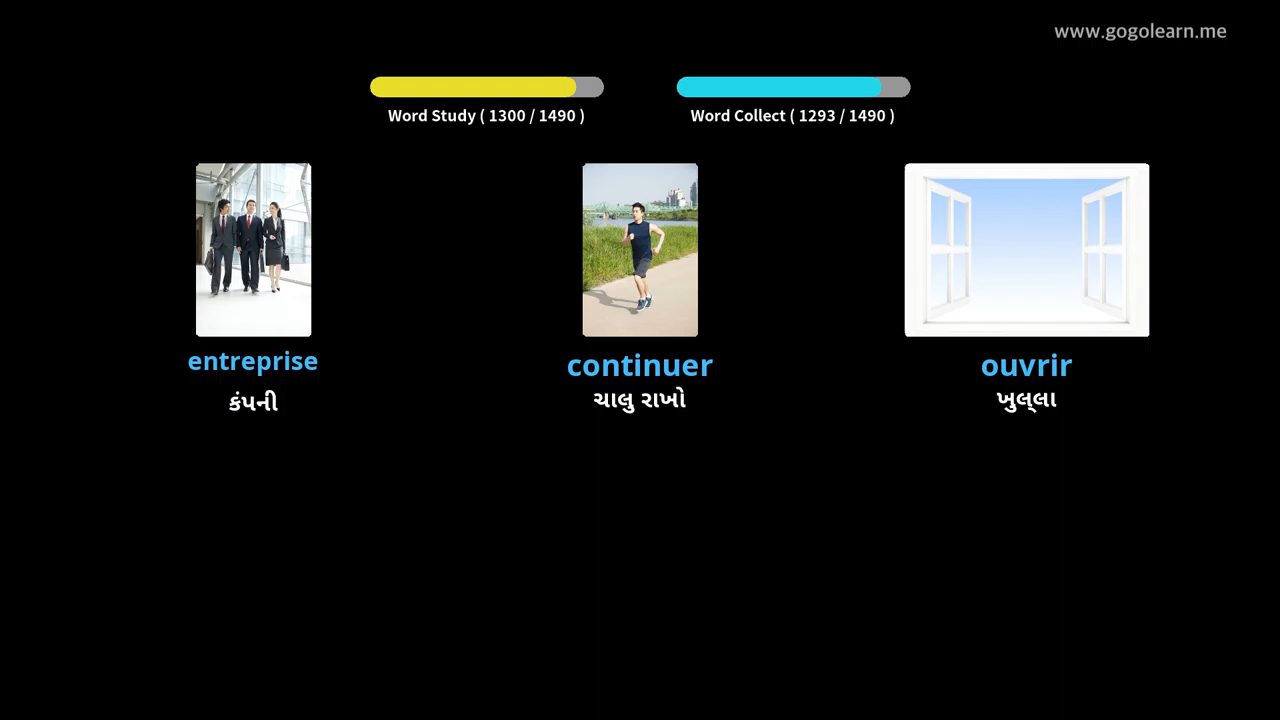 www.gogolearn.me
Word Study ( 1300 / 1490 )
Word Collect ( 1293 / 1490 )
entreprise
continuer
ouvrir
કંપની
ચાલુ રાખો
ખુલ્લા